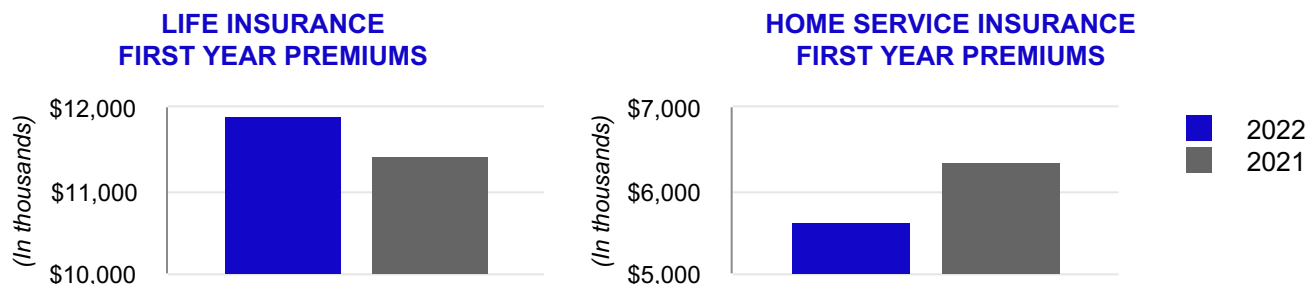 LIFE INSURANCE
FIRST YEAR PREMIUMS
(In thousands)
$12,000
$11,000
$10,000
HOME SERVICE INSURANCE
FIRST YEAR PREMIUMS
(In thousands)
$7,000
$6,000
$5,000
2022
2021